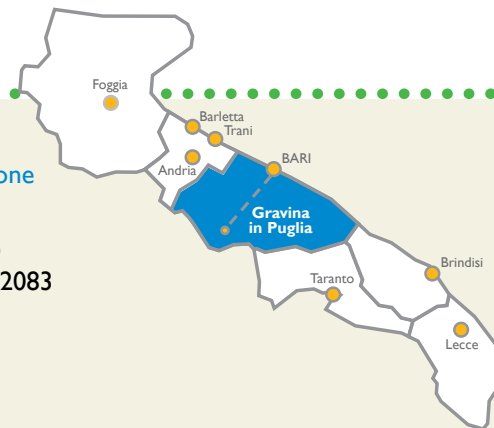 Foggia
Barletta
Trani
BARI
Andria
one
Gravina
in Puglia
2083
Brindisi
Taranto
Lecce